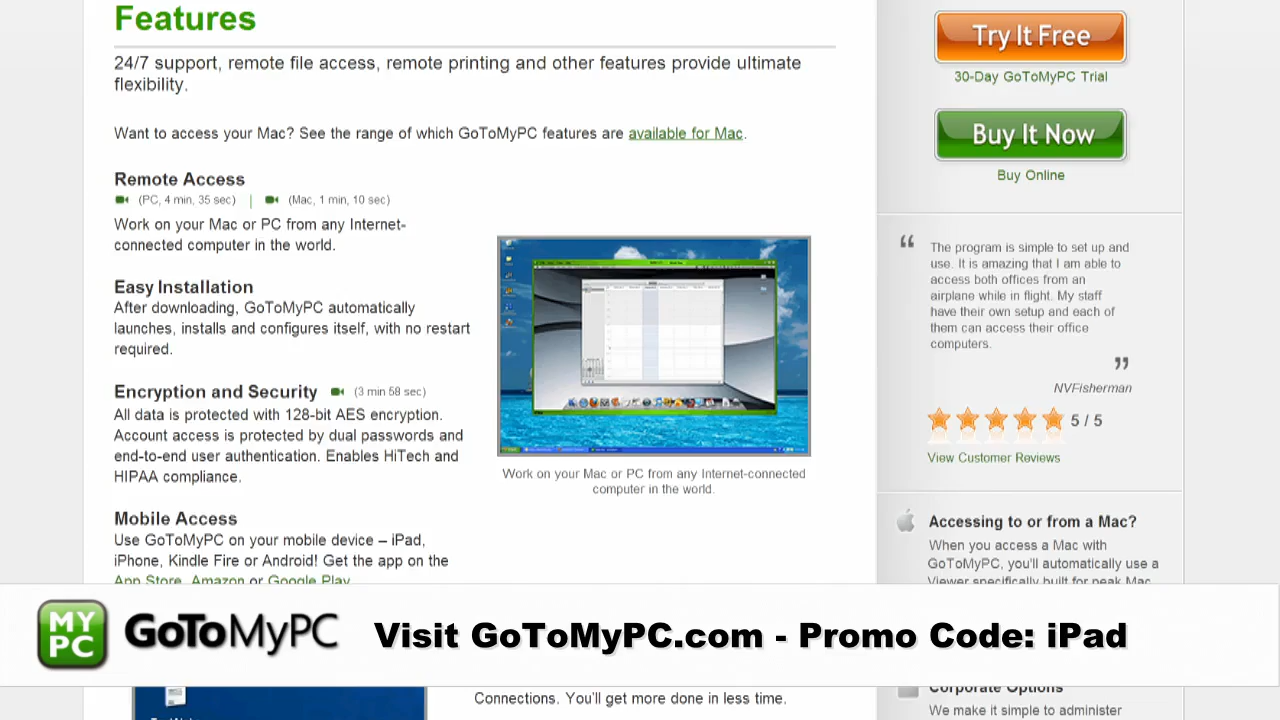 Features
24/7 support, remote file access, remote printing and other features provide ultimate
flexibility.
Want to access your Mac? See the range of which GoToMyPC features are available for Mac.
Remote Access
(PC, 4 min, 35 sec) | (Mac, 1 min, 10 sec)
Work on your Mac or PC from any Internet-
connected computer in the world.
Easy Installation
After downloading, GoToMyPC automatically
launches, installs and configures itself, with no restart
required.
Encryption and Security (3 min 58 sec)
All data is protected with 128-bit AES encryption.
Account access is protected by dual passwords and
end-to-end user authentication. Enables HiTech and
HIPAA compliance.
Mobile Access
Use GoToMyPC on your mobile device – iPad,
iPhone, Kindle Fire or Android! Get the app on the
App Store, Amazon or Google Play.
Work on your Mac or PC from any Internet-connected
computer in the world.
Try It Free
30-Day GoToMyPC Trial
Buy It Now
Buy Online
“ The program is simple to set up and
use. It is amazing that I am able to
access both offices from an
airplane while in flight. My staff
have their own setup and each of
them can access their office
computers.
”
NVFisherman
5 / 5
View Customer Reviews
Accessing to or from a Mac?
When you access a Mac with
GoToMyPC, you'll automatically use a
Viewer specifically built for peak Mac
MY
PC
GoToMyPC
Visit GoToMyPC.com - Promo Code: iPad
Connections. You'll get more done in less time.
Corporate Options
We make it simple to administer